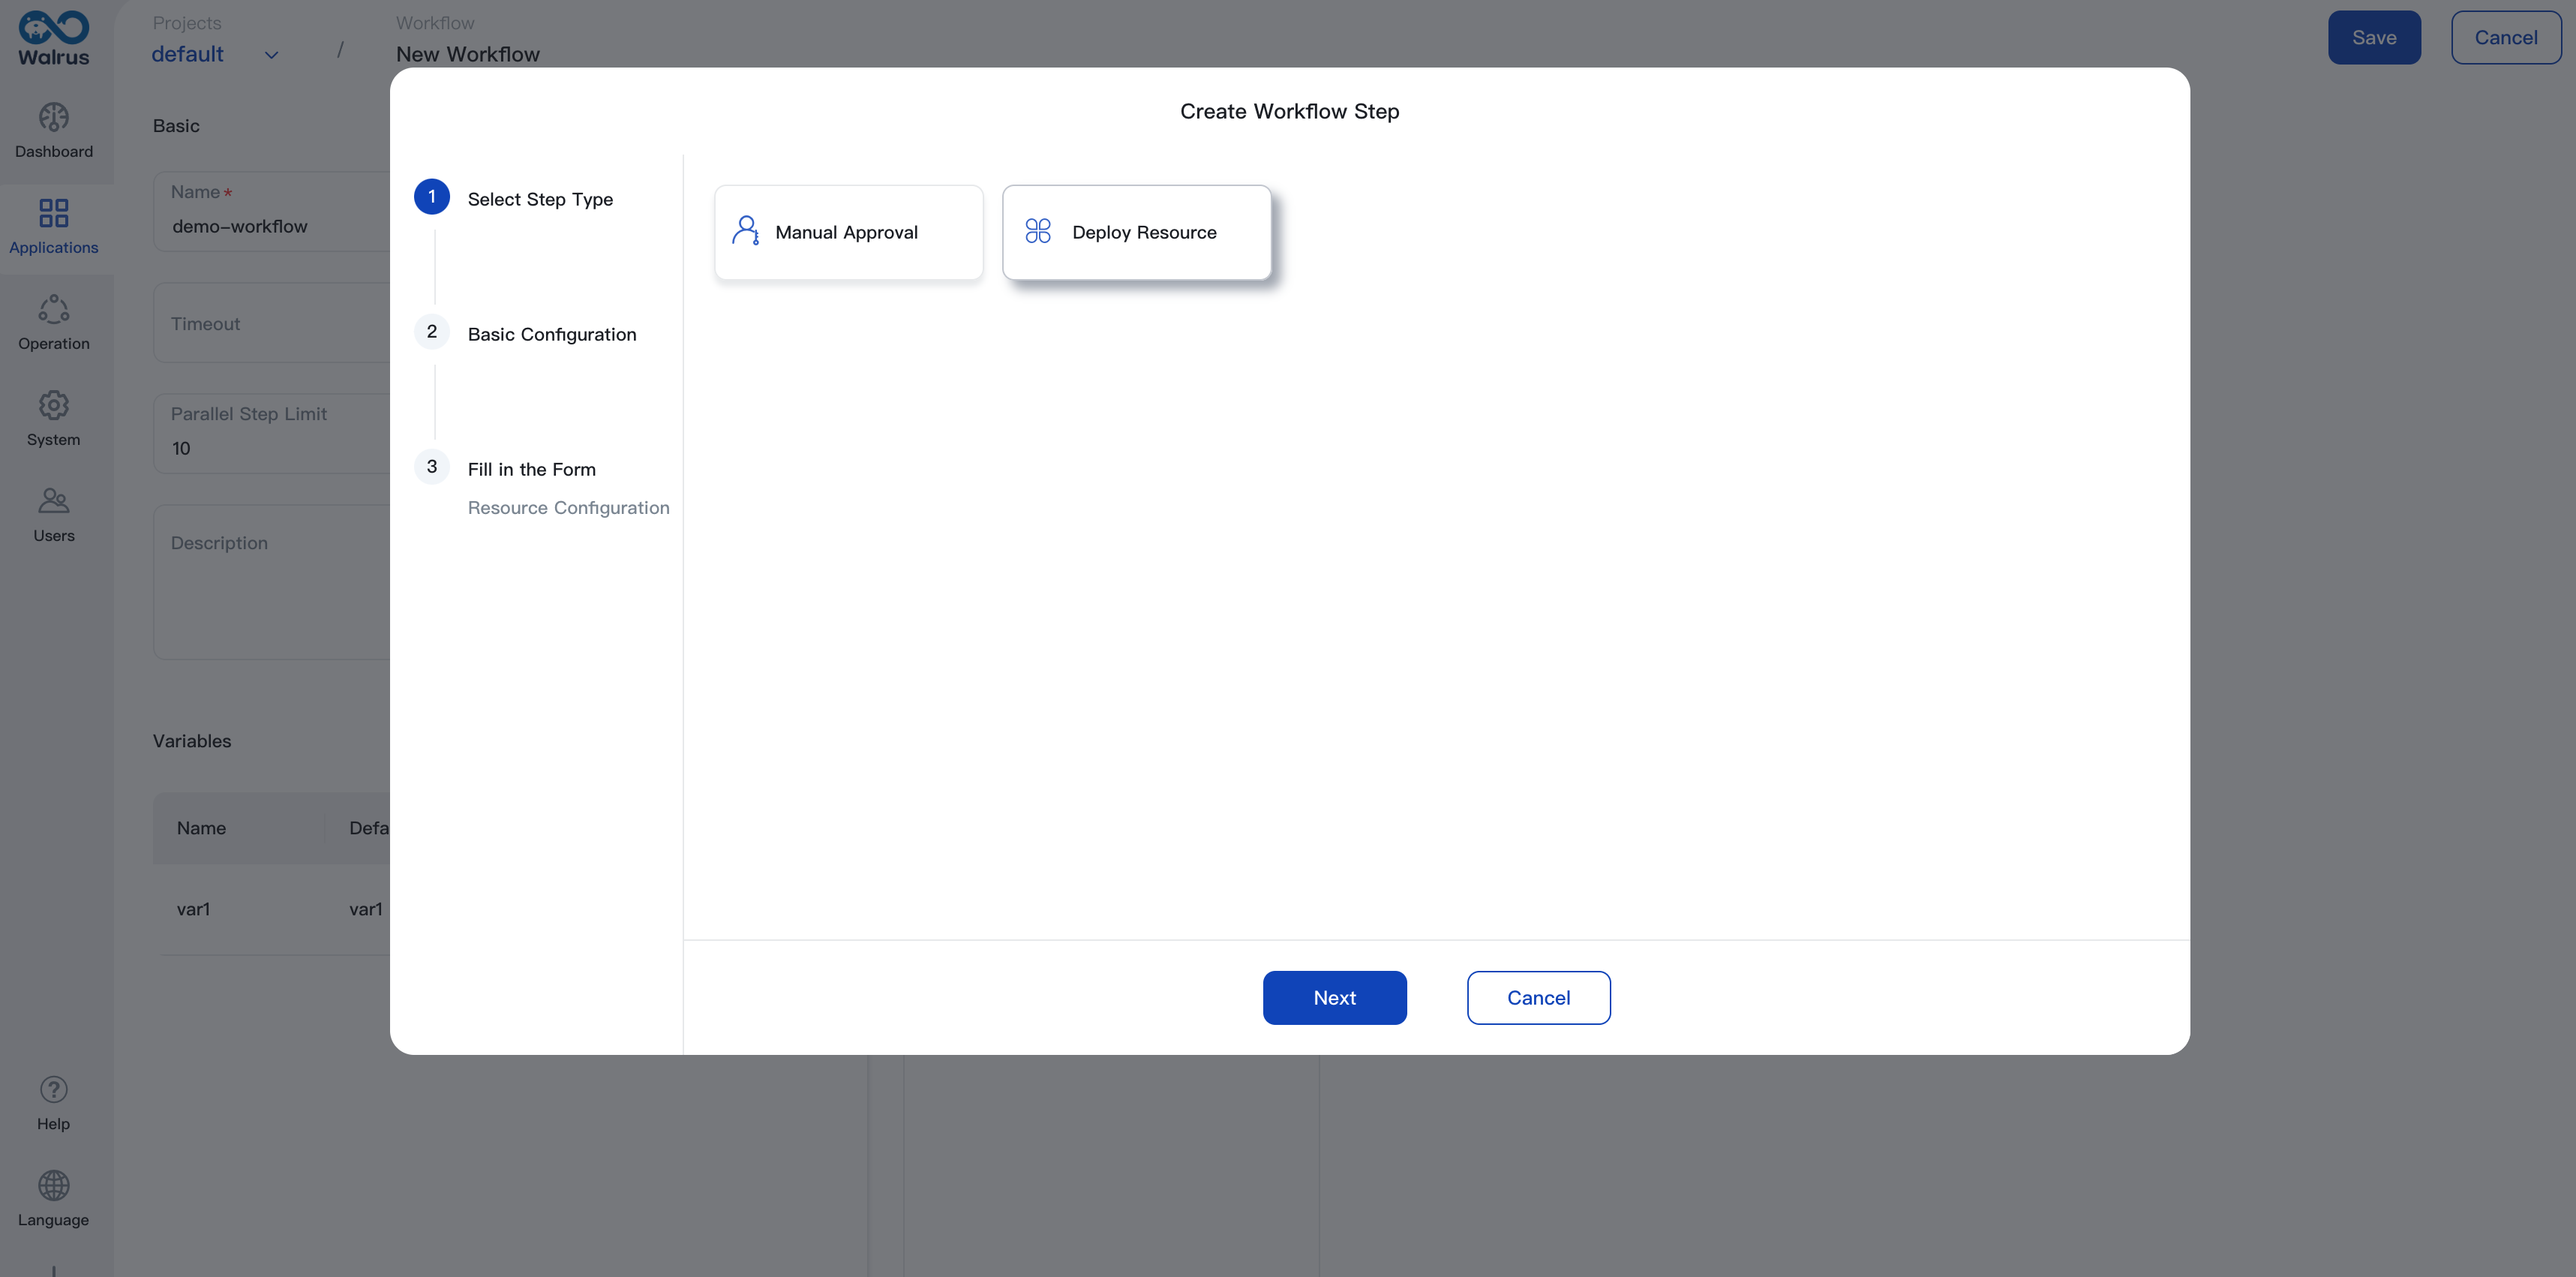 Walrus
Dashboard
Applications
Operation
System
Users
? Help
Language
Projects
default
/
Workflow
New Workflow
Save
Cancel
Basic
Name *
demo-workflow
Timeout
Parallel Step Limit
10
Description
Variables
Name
Defa
var1
var1
Create Workflow Step
1 Select Step Type
2 Basic Configuration
3 Fill in the Form
Resource Configuration
Manual Approval
Deploy Resource
Next
Cancel